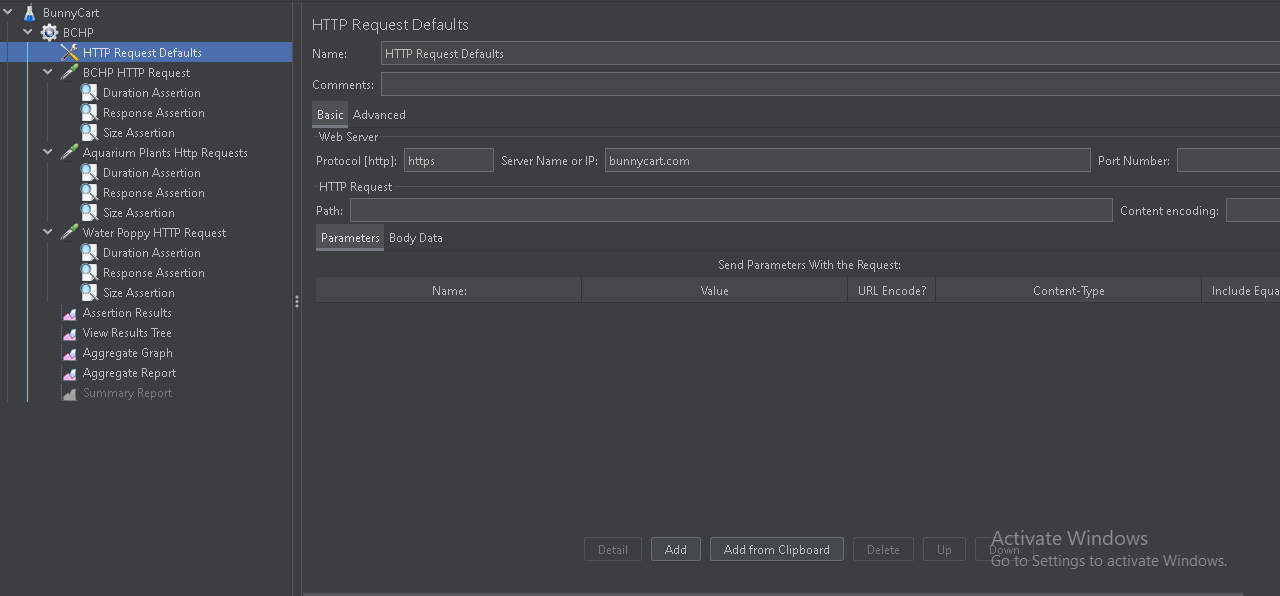 BunnyCart
BCHP
HTTP Request Defaults
BCHP HTTP Request
Duration Assertion
Response Assertion
Size Assertion
Aquarium Plants Http Requests
Duration Assertion
Response Assertion
Size Assertion
Water Poppy HTTP Request
Duration Assertion
Response Assertion
Size Assertion
Assertion Results
View Results Tree
Aggregate Graph
Aggregate Report
Summary Report
HTTP Request Defaults
Name: HTTP Request Defaults
Comments:
Basic Advanced
Web Server
Protocol [http]: https Server Name or IP: bunnycart.com Port Number:
HTTP Request
Path: Content encoding:
Parameters Body Data
Send Parameters With the Request:
Name: Value URL Encode? Content-Type Include Equa
Detail Add Add from Clipboard Delete Up Down
Activate Windows
Go to Settings to activate Windows.